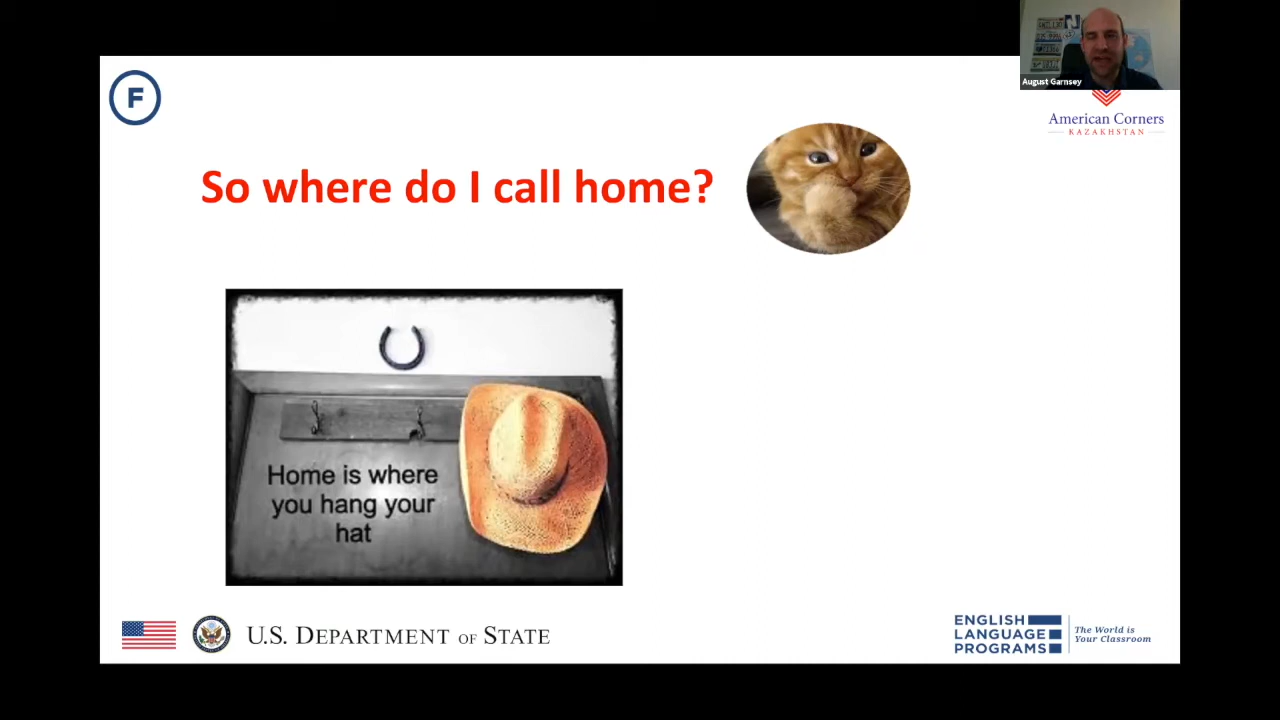 F
August Garnsey
American Corners
KAZAKHSTAN
So where do I call home?
Home is where
you hang your
hat
U.S. DEPARTMENT OF STATE
ENGLISH
LANGUAGE
PROGRAMS
The World is
Your Classroom